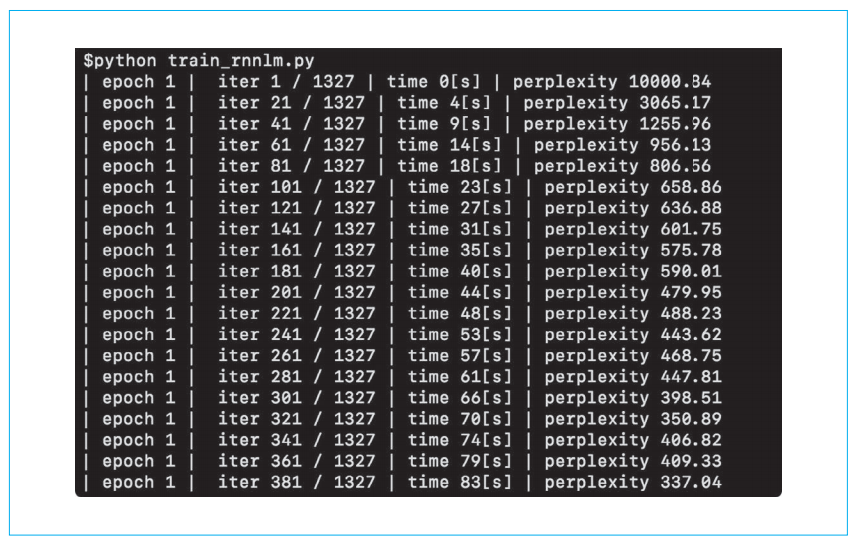 $python train_rnnlm.py
| epoch 1 |  iter 1 / 1327 | time 0[s] | perplexity 10000.84
| epoch 1 |  iter 21 / 1327 | time 4[s] | perplexity 3065.17
| epoch 1 |  iter 41 / 1327 | time 9[s] | perplexity 1255.96
| epoch 1 |  iter 61 / 1327 | time 14[s] | perplexity 956.13
| epoch 1 |  iter 81 / 1327 | time 18[s] | perplexity 806.56
| epoch 1 |  iter 101 / 1327 | time 23[s] | perplexity 658.86
| epoch 1 |  iter 121 / 1327 | time 27[s] | perplexity 636.88
| epoch 1 |  iter 141 / 1327 | time 31[s] | perplexity 601.75
| epoch 1 |  iter 161 / 1327 | time 35[s] | perplexity 575.78
| epoch 1 |  iter 181 / 1327 | time 40[s] | perplexity 590.01
| epoch 1 |  iter 201 / 1327 | time 44[s] | perplexity 479.95
| epoch 1 |  iter 221 / 1327 | time 48[s] | perplexity 488.23
| epoch 1 |  iter 241 / 1327 | time 53[s] | perplexity 443.62
| epoch 1 |  iter 261 / 1327 | time 57[s] | perplexity 468.75
| epoch 1 |  iter 281 / 1327 | time 61[s] | perplexity 447.81
| epoch 1 |  iter 301 / 1327 | time 66[s] | perplexity 398.51
| epoch 1 |  iter 321 / 1327 | time 70[s] | perplexity 350.89
| epoch 1 |  iter 341 / 1327 | time 74[s] | perplexity 406.82
| epoch 1 |  iter 361 / 1327 | time 79[s] | perplexity 409.33
| epoch 1 |  iter 381 / 1327 | time 83[s] | perplexity 337.04